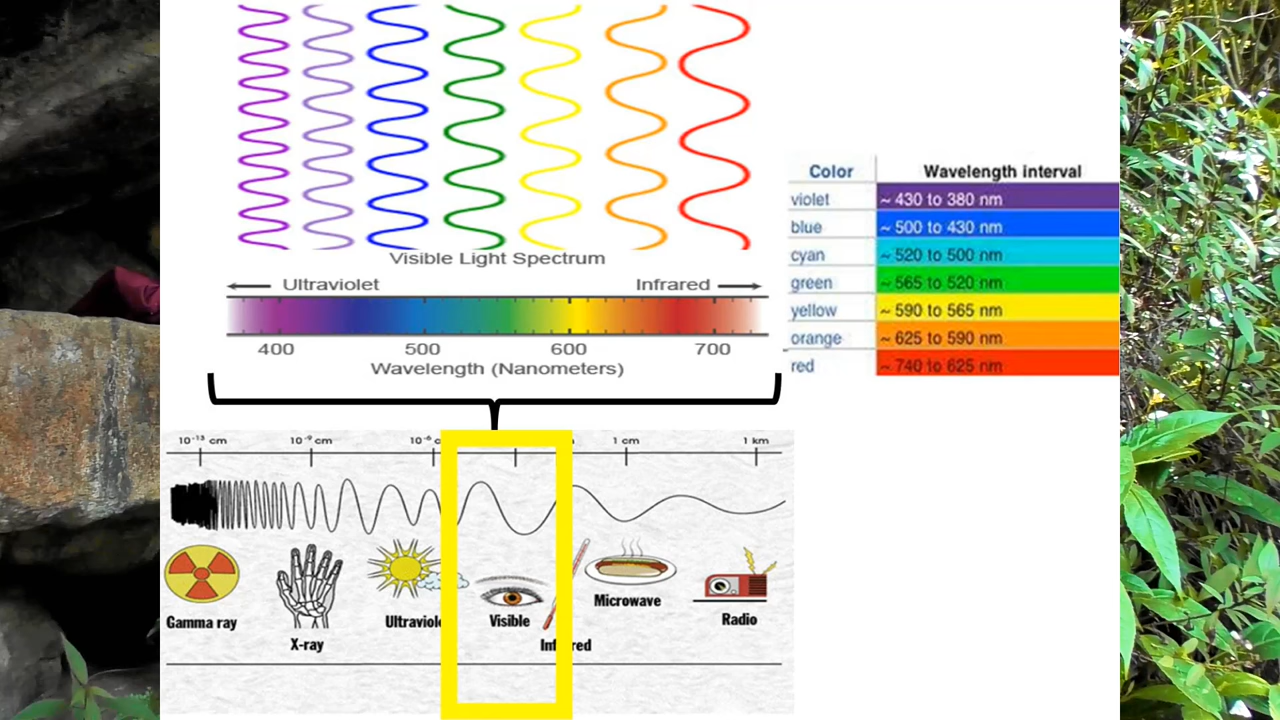 Visible Light Spectrum
Ultraviolet Infrared
400 500 600 700
Wavelength (Nanometers)
Color Wavelength interval
violet ~ 430 to 380 nm
blue ~ 500 to 430 nm
cyan ~ 520 to 500 nm
green ~ 565 to 520 nm
yellow ~ 590 to 565 nm
orange ~ 625 to 590 nm
red ~ 740 to 625 nm
10⁻¹³ cm 10⁻⁹ cm 1 cm 1 km
Gamma ray
X-ray
Visible
Microwave
Radio